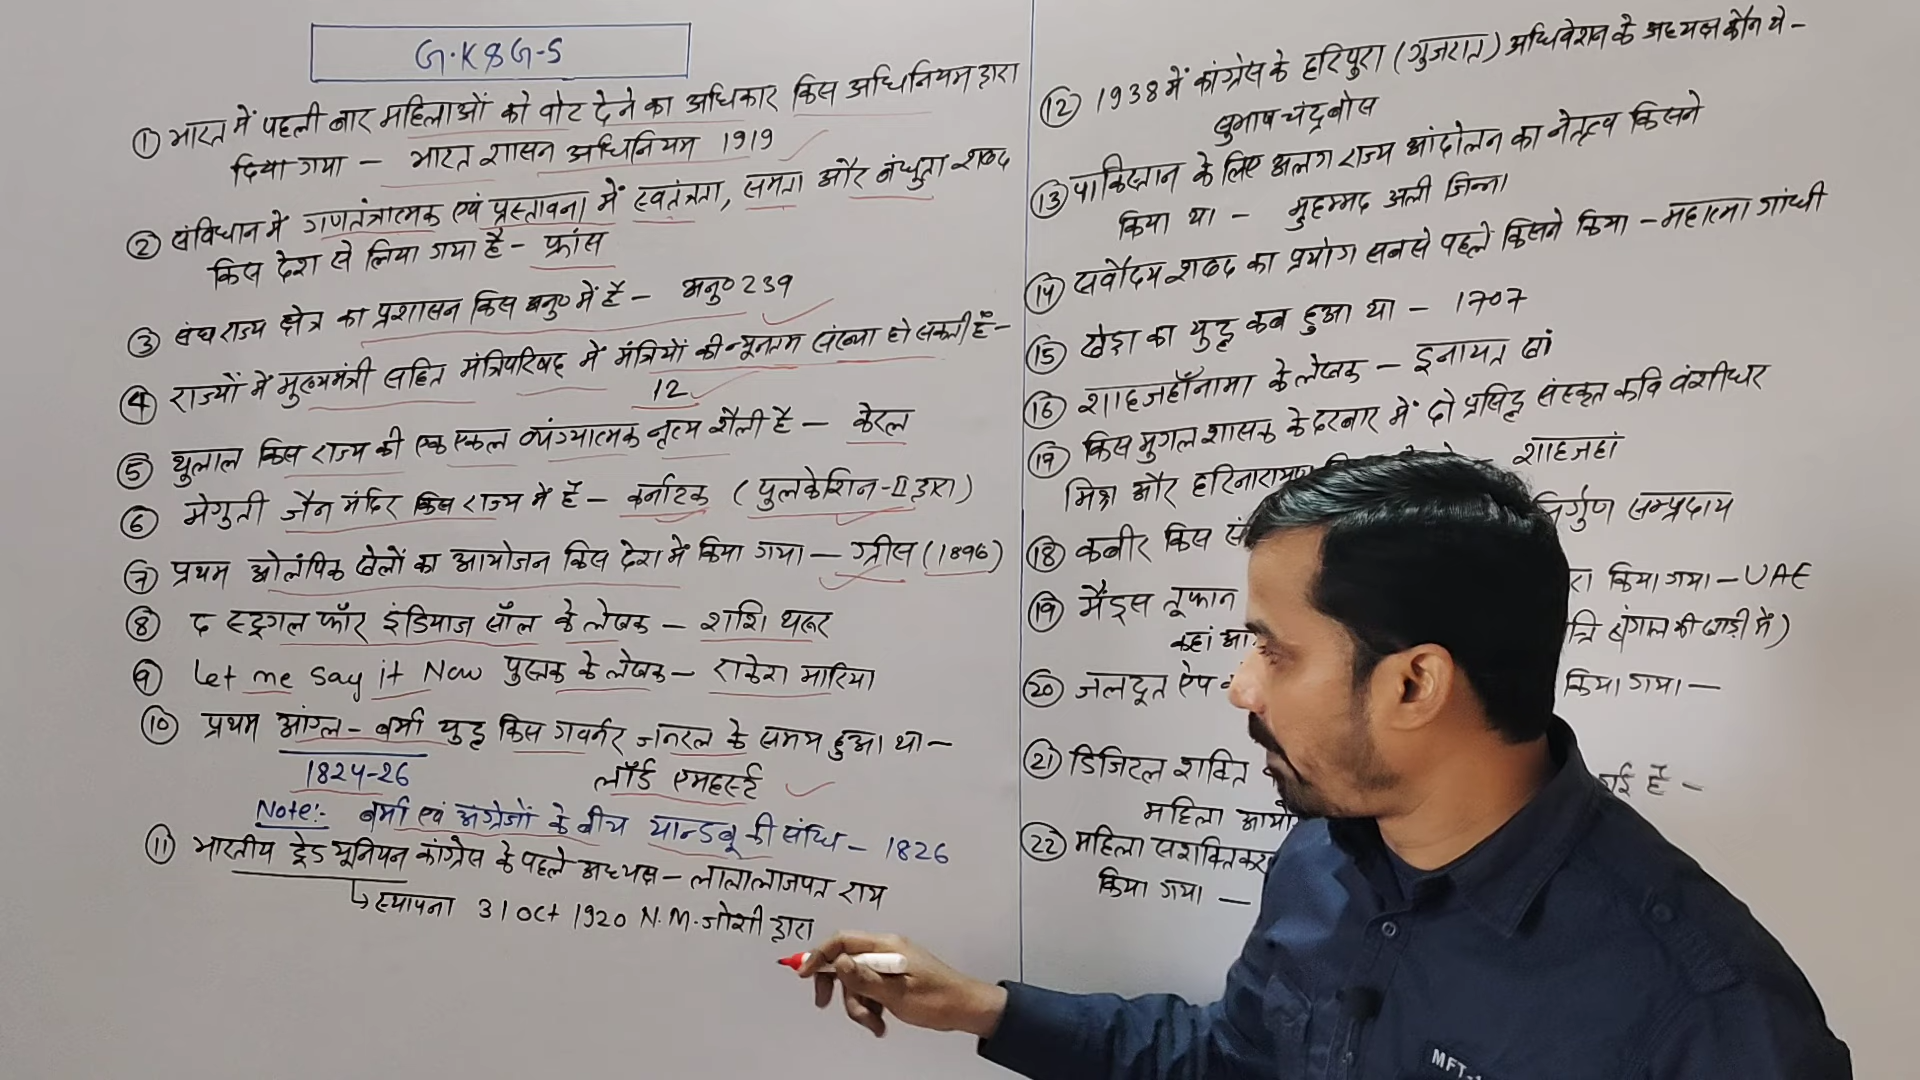 G.K & G-S
① भारत में पहली बार महिलाओं को वोट देने का अधिकार किस अधिनियम द्वारा
दिया गया - भारत शासन अधिनियम 1919
② संविधान में गणतंत्रात्मक एवं प्रस्तावना में स्वतंत्रता, समता और बंधुता शब्द
किस देश से लिया गया है - फ्रांस
③ संघ राज्य क्षेत्र का प्रशासन किस अनु० में है - अनु० 239
④ राज्यों में मुख्यमंत्री सहित मंत्रिपरिषद में मंत्रियों की न्यूनतम संख्या हो सकती हैं -
12
⑤ थुलाल किस राज्य की एक एकल व्यंग्यात्मक नृत्य शैली है - केरल
⑥ मेगुती जैन मंदिर किस राज्य में है - कर्नाटक (पुलकेशिन-II द्वारा)
⑦ प्रथम ओलंपिक खेलों का आयोजन किस देश में किया गया - ग्रीस (1896)
⑧ द स्ट्रगल फॉर इंडियाज सॉल के लेखक - शशि थरूर
⑨ Let me say it Now पुस्तक के लेखक - राकेश मारिया
⑩ प्रथम आंग्ल - बर्मा युद्ध किस गवर्नर जनरल के समय हुआ था -
1824-26 लॉर्ड एमहर्स्ट
Note:- बर्मा एवं अंग्रेजों के बीच यान्डबू की संधि - 1826
⑪ भारतीय ट्रेड यूनियन कांग्रेस के पहले अध्यक्ष - लाला लाजपत राय
↳ स्थापना 31 Oct 1920 N.M. जोशी द्वारा
⑫ 1938 में कांग्रेस के हरिपुरा (गुजरात) अधिवेशन के अध्यक्ष कौन थे -
सुभाष चंद्र बोस
⑬ पाकिस्तान के लिए अलग राज्य आंदोलन का नेतृत्व किसने
किया था - मुहम्मद अली जिन्ना
⑭ सर्वोदय शब्द का प्रयोग सबसे पहले किसने किया - महात्मा गांधी
⑮ खेड़ा का युद्ध कब हुआ था - 1707
⑯ शाहजहाँनामा के लेखक - इनायत खां
⑰ किस मुगल शासक के दरबार में दो प्रसिद्ध संस्कृत कवि वंशीधर
मिश्र और हरिनारायण शाहजहां
⑱ कबीर किस निर्गुण सम्प्रदाय
⑲ मैंड्स तूफान किया गया - UAE
कहां बंगाल की खाड़ी में)
⑳ जलदूत ऐप किया गया -
㉑ डिजिटल शक्ति गई है -
महिला
㉒ महिला सशक्तिकरण
किया गया -
MFT-